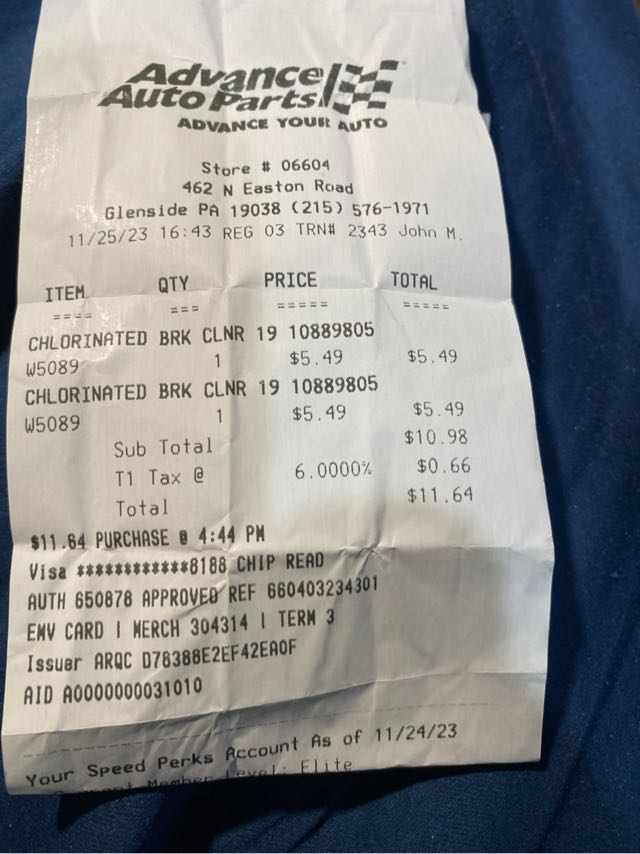 Advance
Auto Parts
ADVANCE YOUR AUTO
Store # 06604
462 N Easton Road
Glenside PA 19038 (215) 576-1971
11/25/23 16:43 REG 03 TRN# 2343 John M.
ITEM QTY PRICE TOTAL
==== === ===== =====
CHLORINATED BRK CLNR 19 10889805
W5089 1 $5.49 $5.49
CHLORINATED BRK CLNR 19 10889805
W5089 1 $5.49 $5.49
Sub Total $10.98
T1 Tax @ 6.0000% $0.66
Total $11.64
$11.64 PURCHASE @ 4:44 PM
Visa ************8188 CHIP READ
AUTH 650878 APPROVED REF 660403234301
EMV CARD | MERCH 304314 | TERM 3
Issuer ARQC D76388E2EF42EA0F
AID A0000000031010
Your Speed Perks Account As of 11/24/23
Member Level: Elite